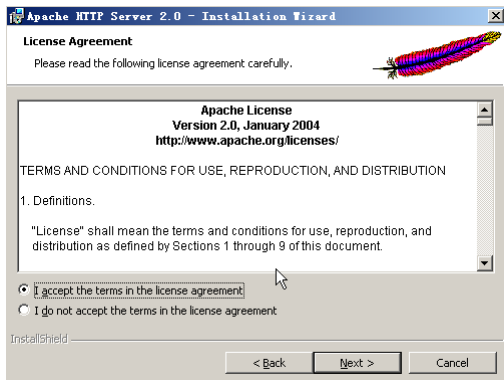 Apache HTTP Server 2.0 - Installation Wizard
License Agreement
Please read the following license agreement carefully.
Apache License
Version 2.0, January 2004
http://www.apache.org/licenses/
TERMS AND CONDITIONS FOR USE, REPRODUCTION, AND DISTRIBUTION
1. Definitions.
"License" shall mean the terms and conditions for use, reproduction, and
distribution as defined by Sections 1 through 9 of this document.
I accept the terms in the license agreement
I do not accept the terms in the license agreement
InstallShield
< Back
Next >
Cancel